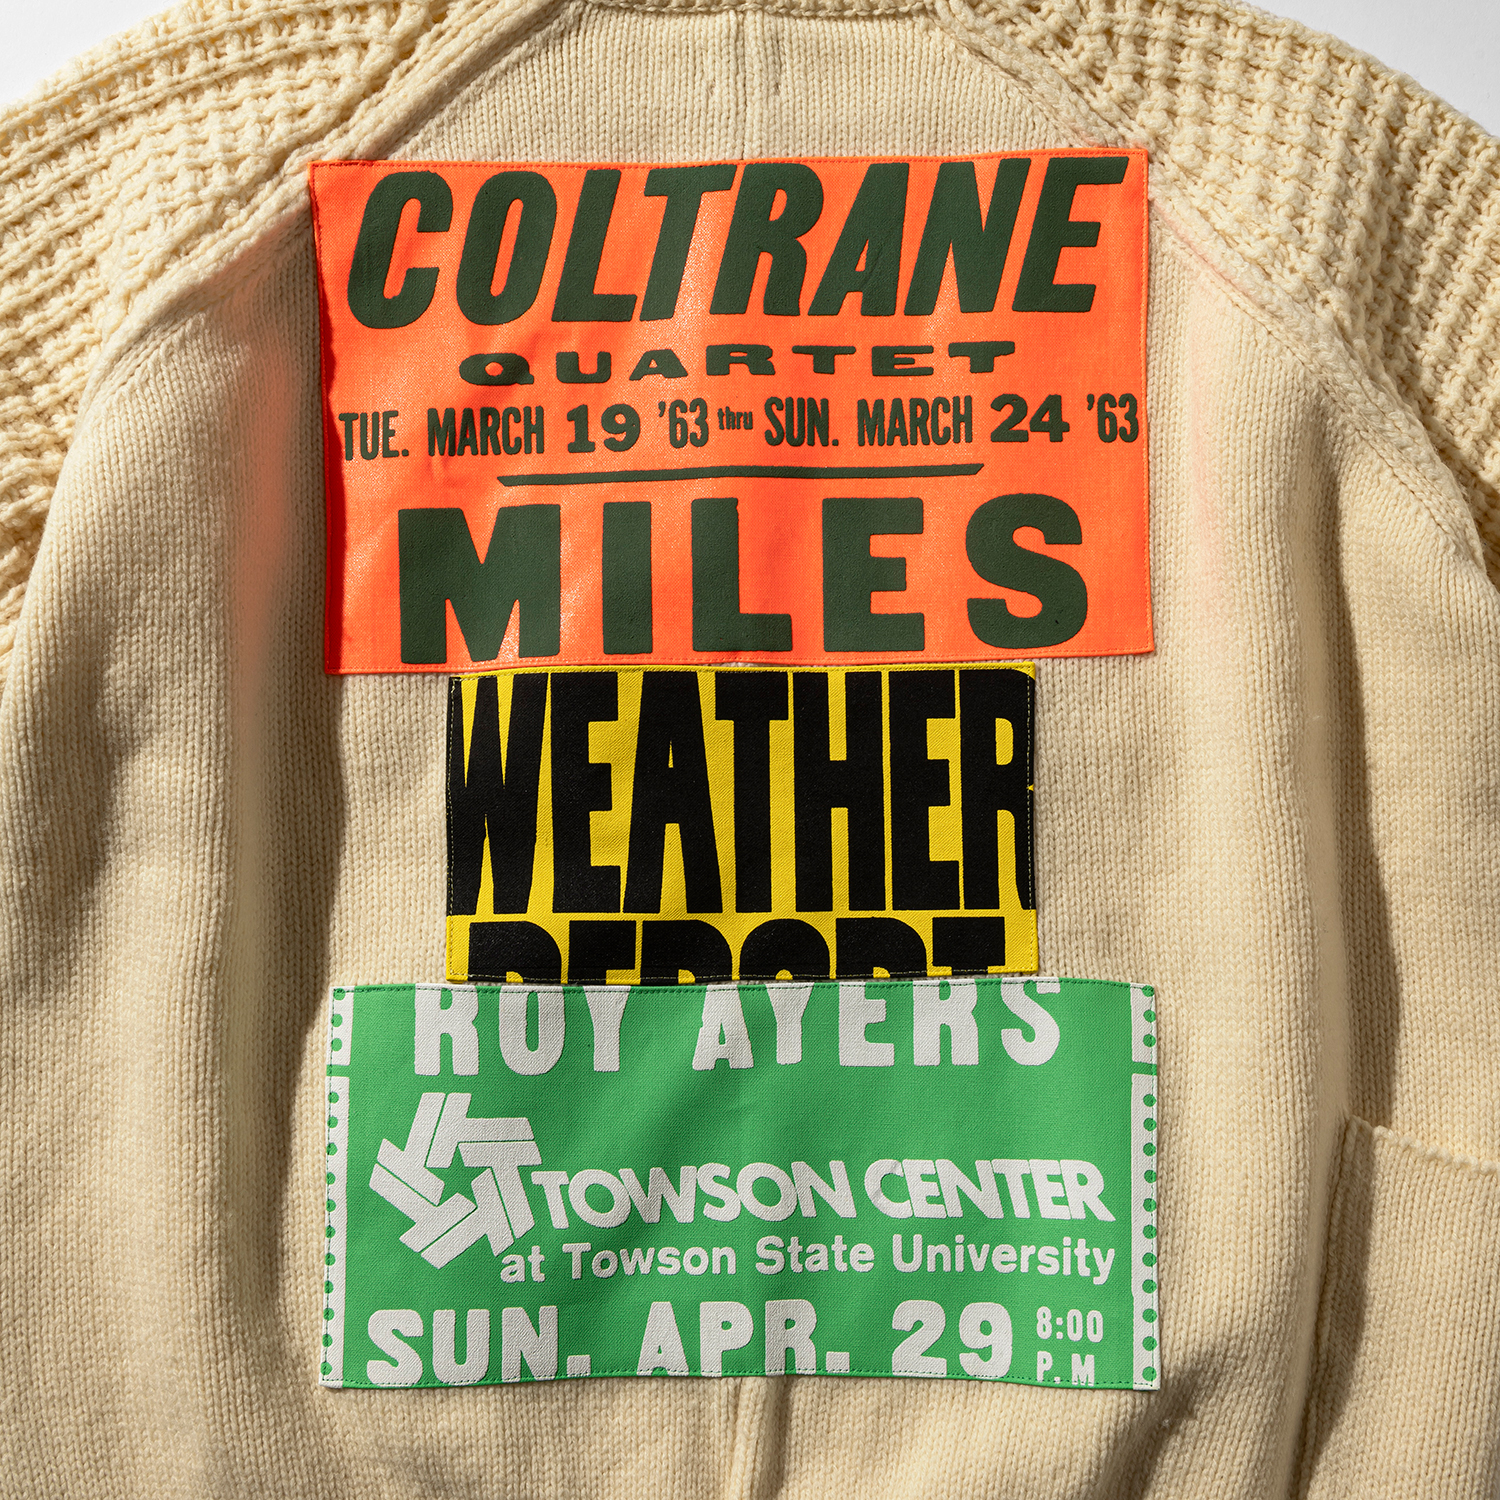 COLTRANE
QUARTET
TUE. MARCH 19 '63 thru SUN. MARCH 24 '63
MILES
WEATHER
REPORT
ROY AYERS
TOWSON CENTER
at Towson State University
SUN. APR. 29 8:00
P.M